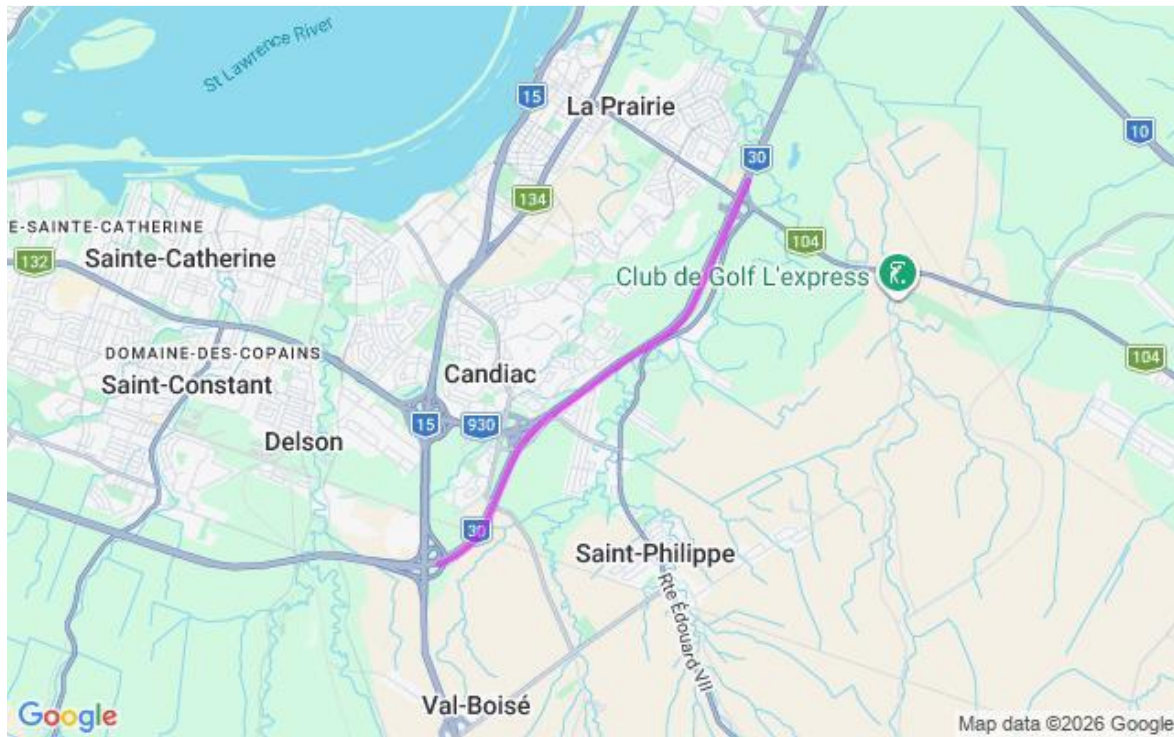 St Lawrence River
15
La Prairie
10
30
134
E-SAINTE-CATHERINE
132
Sainte-Catherine
104
Club de Golf L'express
DOMAINE-DES-COPAINS
Saint-Constant
Candiac
104
15
930
Delson
30
Saint-Philippe
Rte Édouard VII
Val-Boisé
Google
Map data ©2026 Google